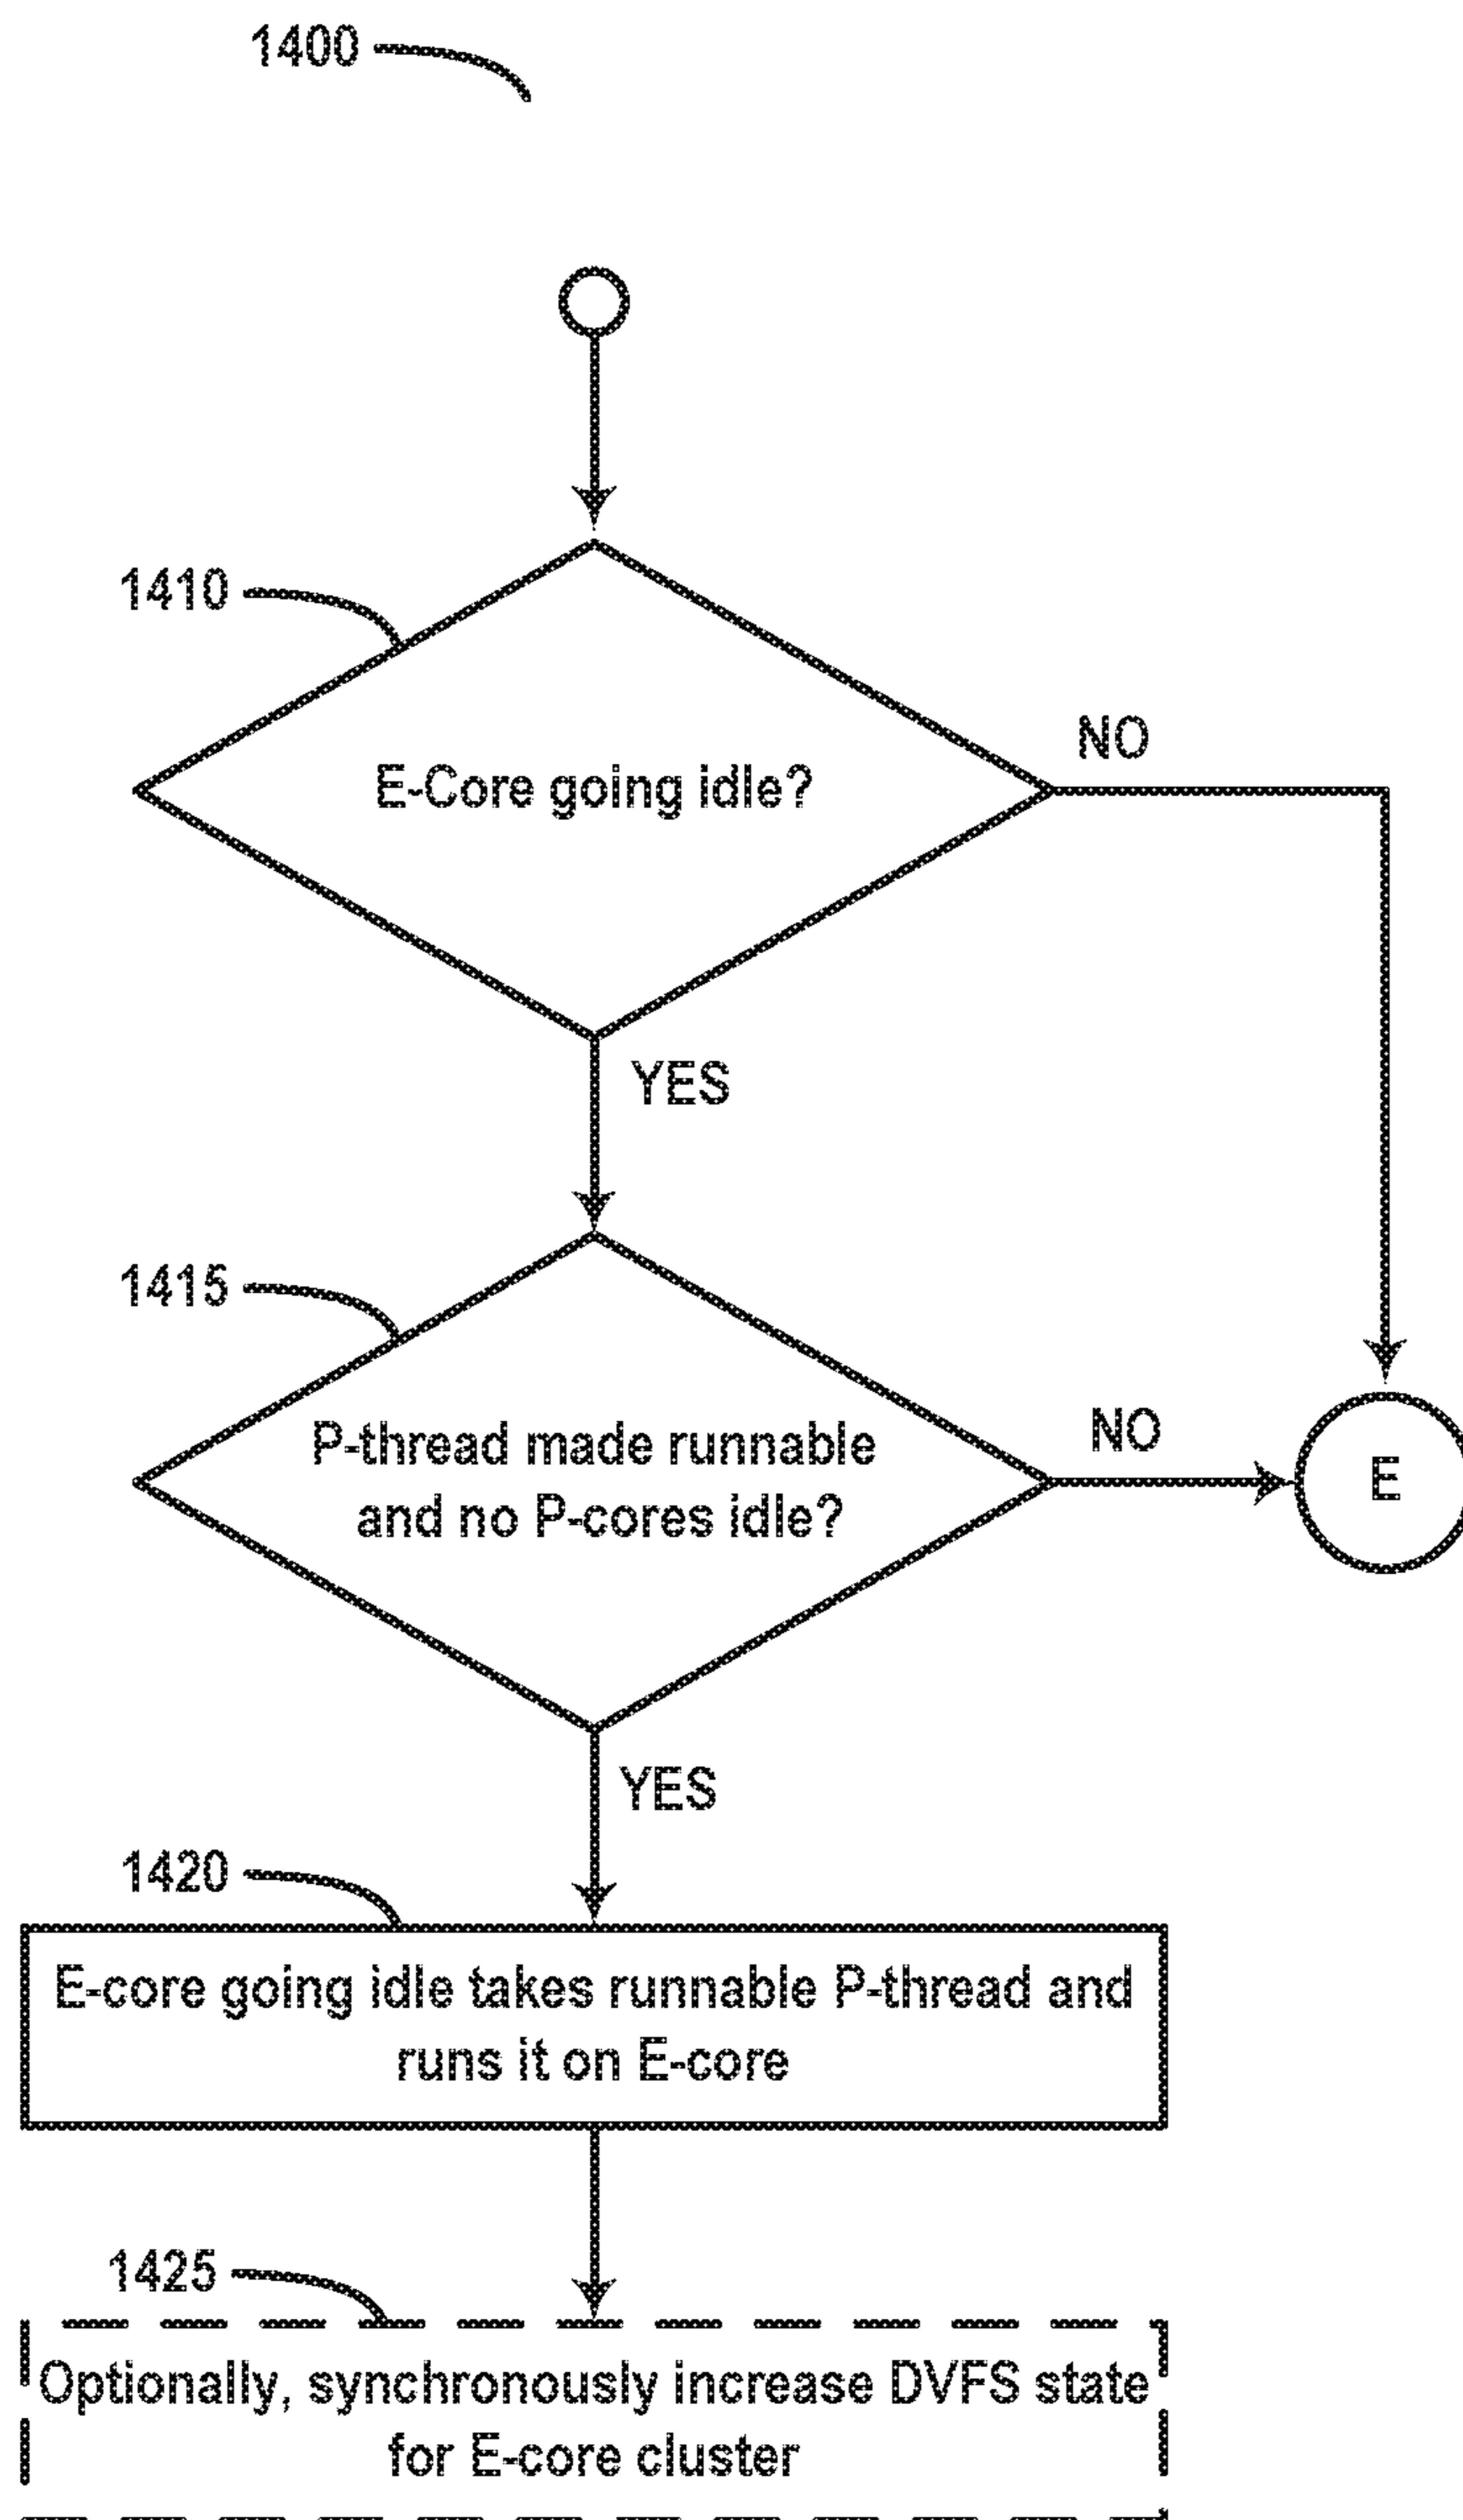 1400
1410
E-Core going idle?
NO
YES
1415
P-thread made runnable
and no P-cores idle?
NO
E
YES
1420
E-core going idle takes runnable P-thread and
runs it on E-core
1425
Optionally, synchronously increase DVFS state
for E-core cluster